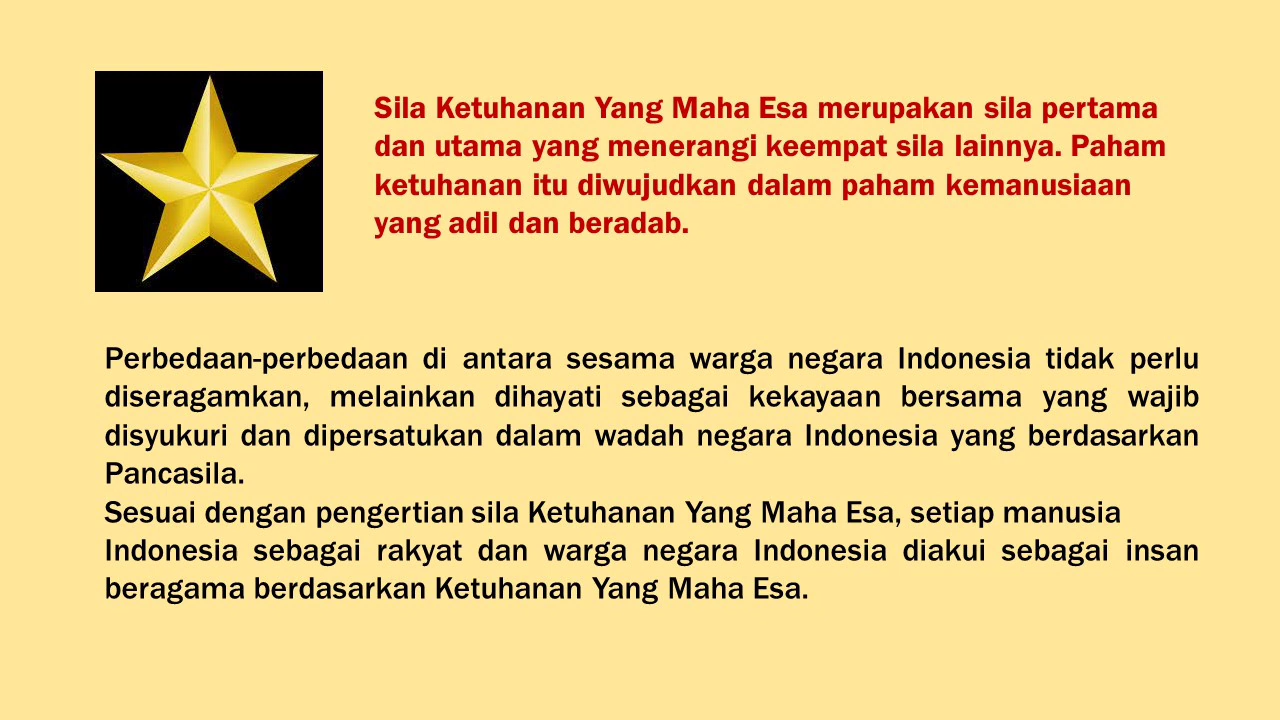 Sila Ketuhanan Yang Maha Esa merupakan sila pertama
dan utama yang menerangi keempat sila lainnya. Paham
ketuhanan itu diwujudkan dalam paham kemanusiaan
yang adil dan beradab.
Perbedaan-perbedaan di antara sesama warga negara Indonesia tidak perlu
diseragamkan, melainkan dihayati sebagai kekayaan bersama yang wajib
disyukuri dan dipersatukan dalam wadah negara Indonesia yang berdasarkan
Pancasila.
Sesuai dengan pengertian sila Ketuhanan Yang Maha Esa, setiap manusia
Indonesia sebagai rakyat dan warga negara Indonesia diakui sebagai insan
beragama berdasarkan Ketuhanan Yang Maha Esa.